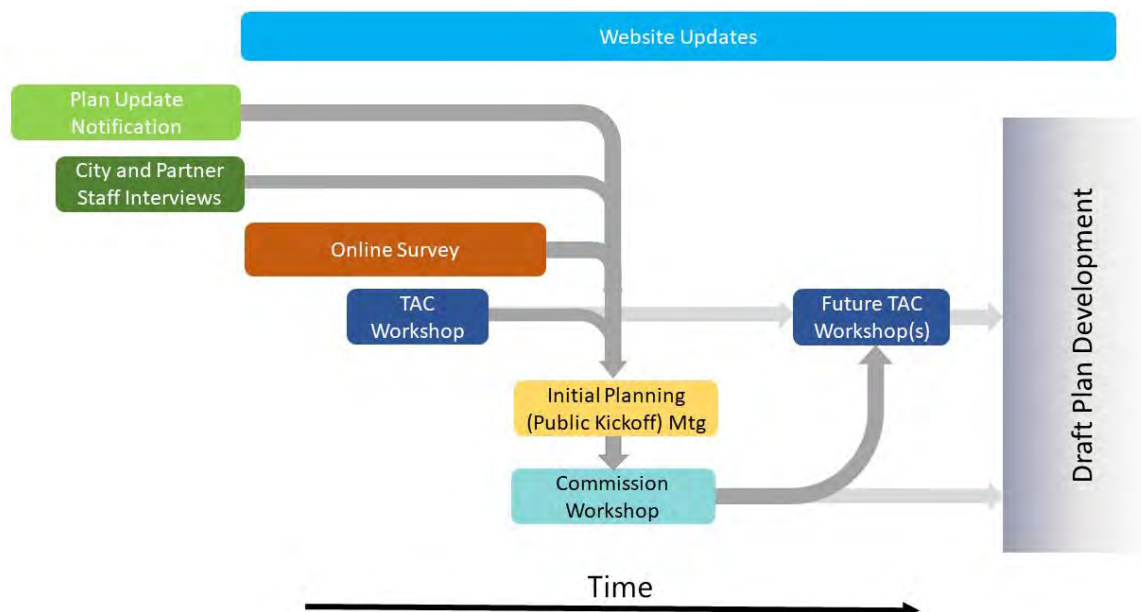 Website Updates
Plan Update
Notification
City and Partner
Staff Interviews
Online Survey
TAC
Workshop
Future TAC
Workshop(s)
Initial Planning
(Public Kickoff) Mtg
Commission
Workshop
Draft Plan Development
Time